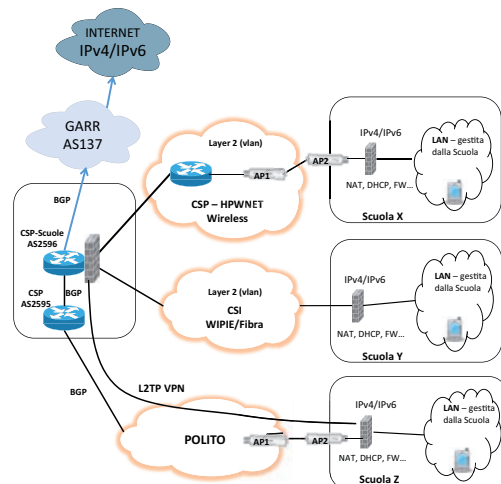 INTERNET
IPv4/IPv6
GARR
AS137
BGP
CSP-Scuole
AS2596
BGP
CSP
AS2595
BGP
L2TP VPN
Layer 2 (vlan)
AP1
CSP – HPWNET
Wireless
AP2
IPv4/IPv6
NAT, DHCP, FW...
LAN – gestita
dalla Scuola
Scuola X
Layer 2 (vlan)
CSI
WIPIE/Fibra
IPv4/IPv6
NAT, DHCP, FW...
LAN – gestita
dalla Scuola
Scuola Y
POLITO
AP1
AP2
IPv4/IPv6
NAT, DHCP, FW...
LAN – gestita
dalla Scuola
Scuola Z